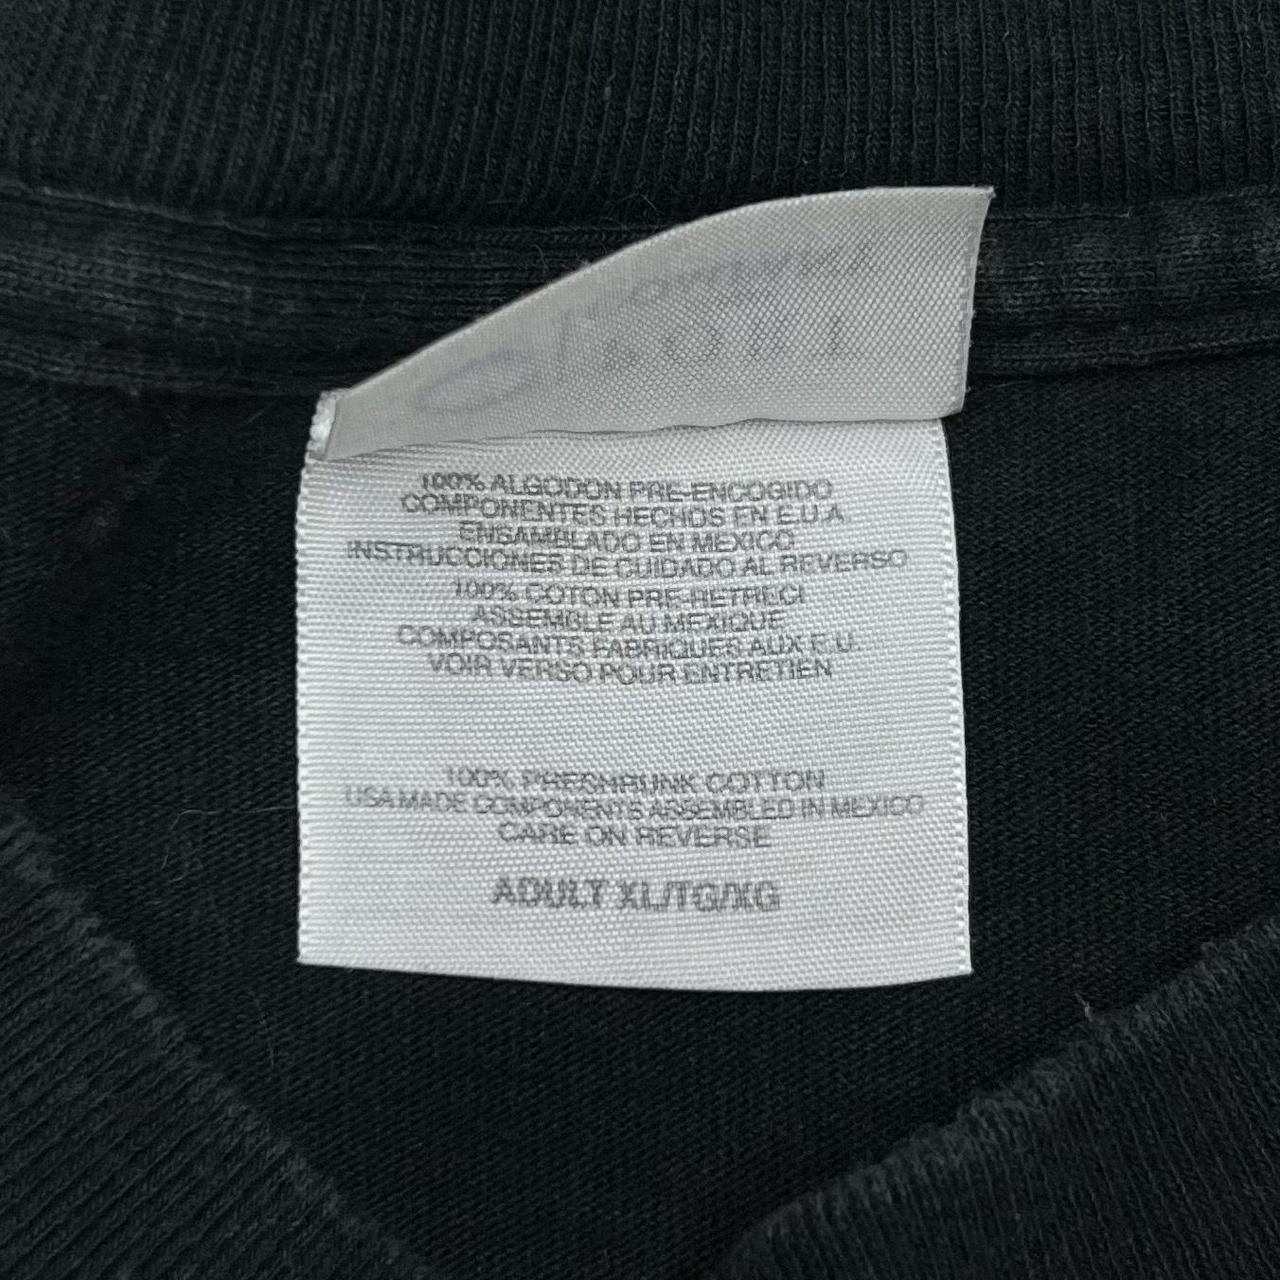 100% ALGODON PRE-ENCOGIDO
COMPONENTES HECHOS EN E.U.A.
ENSAMBLADO EN MEXICO
INSTRUCCIONES DE CUIDADO AL REVERSO
100% COTON PRE-RETRECI
ASSEMBLE AU MEXIQUE
COMPOSANTS FABRIQUES AUX E.U.
VOIR VERSO POUR ENTRETIEN
100% PRESHRUNK COTTON
USA MADE COMPONENTS ASSEMBLED IN MEXICO
CARE ON REVERSE
ADULT XL/TG/XG